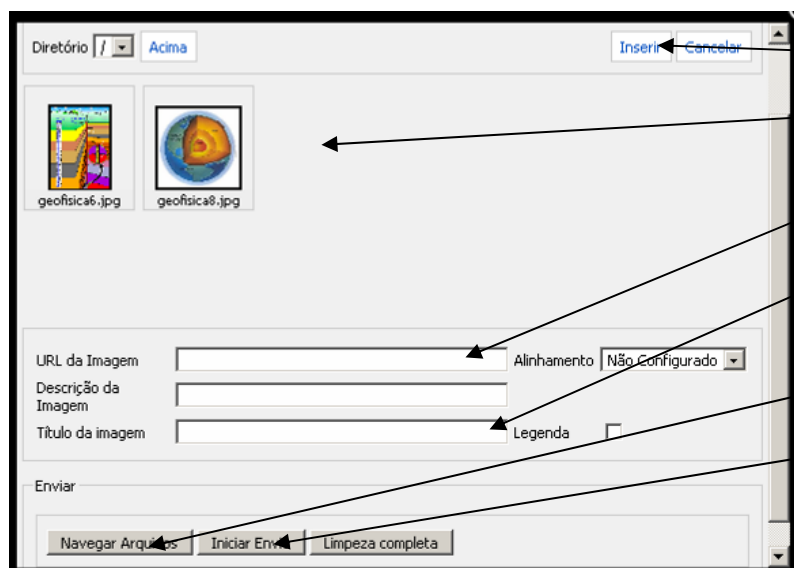 Diretório / Acima Inserir Cancelar
geofisica6.jpg geofisica8.jpg
URL da Imagem Alinhamento Não Configurado
Descrição da
Imagem
Título da imagem Legenda
Enviar
Navegar Arquivos Iniciar Envio Limpeza completa